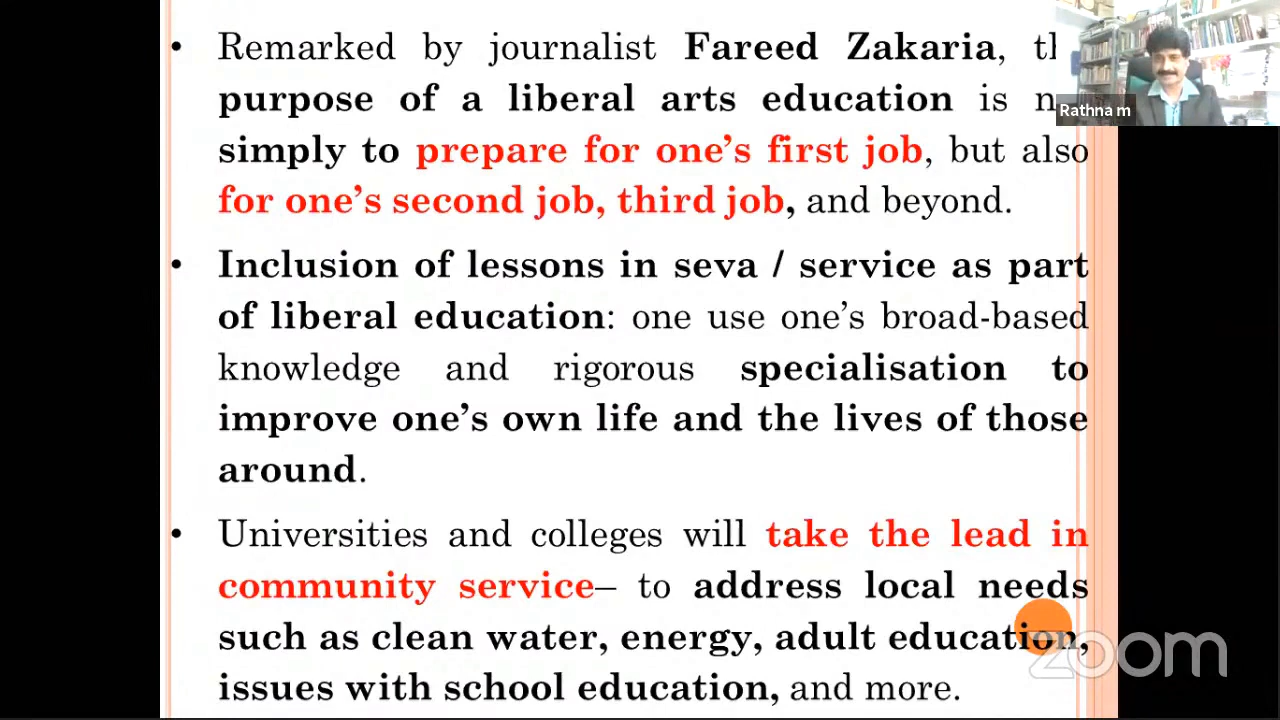 • Remarked by journalist Fareed Zakaria,
purpose of a liberal arts education is
simply to prepare for one's first job, but also
for one's second job, third job, and beyond.
• Inclusion of lessons in seva / service as part
of liberal education: one use one's broad-based
knowledge and rigorous specialisation to
improve one's own life and the lives of those
around.
• Universities and colleges will take the lead in
community service– to address local needs
such as clean water, energy, adult education,
issues with school education, and more.
Rathna m
zoom